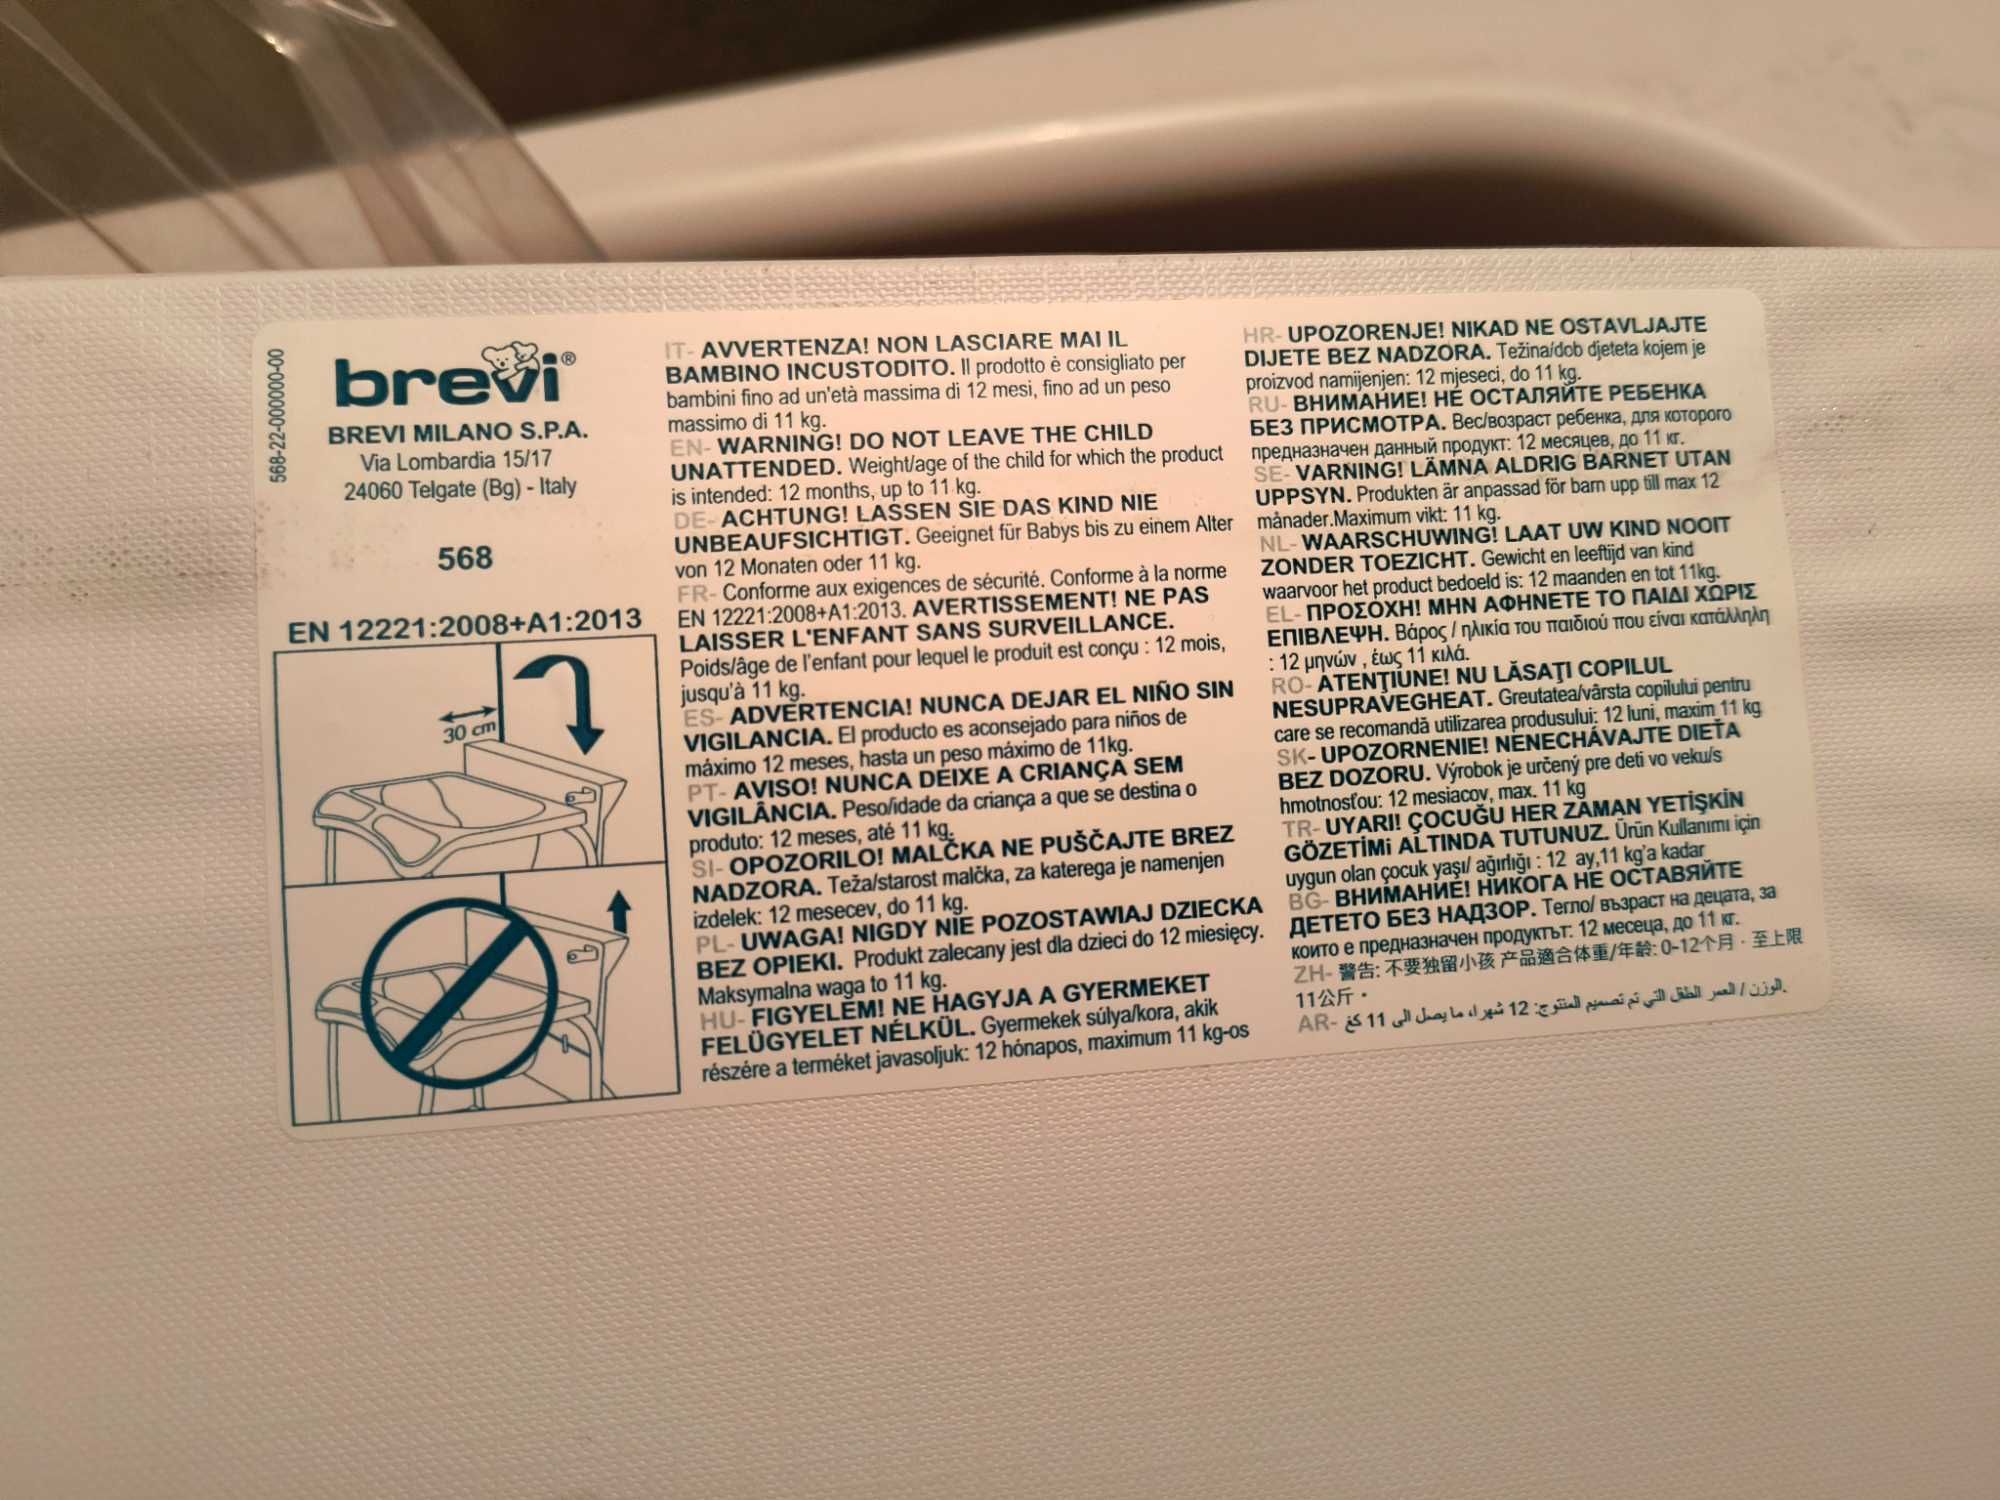 568-22-000000-00
brevi®
BREVI MILANO S.P.A.
Via Lombardia 15/17
24060 Telgate (Bg) - Italy
568
EN 12221:2008+A1:2013
30 cm
IT- AVVERTENZA! NON LASCIARE MAI IL
BAMBINO INCUSTODITO. Il prodotto è consigliato per
bambini fino ad un'età massima di 12 mesi, fino ad un peso
massimo di 11 kg.
EN- WARNING! DO NOT LEAVE THE CHILD
UNATTENDED. Weight/age of the child for which the product
is intended: 12 months, up to 11 kg.
DE- ACHTUNG! LASSEN SIE DAS KIND NIE
UNBEAUFSICHTIGT. Geeignet für Babys bis zu einem Alter
von 12 Monaten oder 11 kg.
FR- Conforme aux exigences de sécurité. Conforme à la norme
EN 12221:2008+A1:2013. AVERTISSEMENT! NE PAS
LAISSER L'ENFANT SANS SURVEILLANCE.
Poids/âge de l'enfant pour lequel le produit est conçu : 12 mois,
jusqu'à 11 kg.
ES- ADVERTENCIA! NUNCA DEJAR EL NIÑO SIN
VIGILANCIA. El producto es aconsejado para niños de
máximo 12 meses, hasta un peso máximo de 11kg.
PT- AVISO! NUNCA DEIXE A CRIANÇA SEM
VIGILÂNCIA. Peso/idade da criança a que se destina o
produto: 12 meses, até 11 kg.
SI- OPOZORILO! MALČKA NE PUŠČAJTE BREZ
NADZORA. Teža/starost malčka, za katerega je namenjen
izdelek: 12 mesecev, do 11 kg.
PL- UWAGA! NIGDY NIE POZOSTAWIAJ DZIECKA
BEZ OPIEKI. Produkt zalecany jest dla dzieci do 12 miesięcy.
Maksymalna waga to 11 kg.
HU- FIGYELEM! NE HAGYJA A GYERMEKET
FELÜGYELET NÉLKÜL. Gyermekek súlya/kora, akik
részére a terméket javasoljuk: 12 hónapos, maximum 11 kg-os
HR- UPOZORENJE! NIKAD NE OSTAVLJAJTE
DIJETE BEZ NADZORA. Težina/dob djeteta kojem je
proizvod namijenjen: 12 mjeseci, do 11 kg.
RU- ВНИМАНИЕ! НЕ ОСТАЛЯЙТЕ РЕБЕНКА
БЕЗ ПРИСМОТРА. Вес/возраст ребенка, для которого
предназначен данный продукт: 12 месяцев, до 11 кг.
SE- VARNING! LÄMNA ALDRIG BARNET UTAN
UPPSYN. Produkten är anpassad för barn upp till max 12
månader.Maximum vikt: 11 kg.
NL- WAARSCHUWING! LAAT UW KIND NOOIT
ZONDER TOEZICHT. Gewicht en leeftijd van kind
waarvoor het product bedoeld is: 12 maanden en tot 11kg.
EL- ΠΡΟΣΟΧΗ! ΜΗΝ ΑΦΗΝΕΤΕ ΤΟ ΠΑΙΔΙ ΧΩΡΙΣ
ΕΠΙΒΛΕΨΗ. Βάρος / ηλικία του παιδιού που είναι κατάλληλη
: 12 μηνών , έως 11 κιλά.
RO- ATENŢIUNE! NU LĂSAŢI COPILUL
NESUPRAVEGHEAT. Greutatea/vârsta copilului pentru
care se recomandă utilizarea produsului: 12 luni, maxim 11 kg
SK- UPOZORNENIE! NENECHÁVAJTE DIEŤA
BEZ DOZORU. Výrobok je určený pre deti vo veku/s
hmotnosťou: 12 mesiacov, max. 11 kg
TR- UYARI! ÇOCUĞU HER ZAMAN YETİŞKİN
GÖZETİMi ALTINDA TUTUNUZ. Ürün Kullanımı için
uygun olan çocuk yaşı/ ağırlığı : 12 ay,11 kg'a kadar
BG- ВНИМАНИЕ! НИКОГА НЕ ОСТАВЯЙТЕ
ДЕТЕТО БЕЗ НАДЗОР. Тегло/ възраст на децата, за
които е предназначен продуктът: 12 месеца, до 11 кг.
ZH- 警告: 不要独留小孩 产品適合体重/年龄: 0-12个月 · 至上限
11公斤 ·
AR- الوزن / العمر الطفل التي تم تصميم المنتوج: 12 شهرا، ما يصل الى 11 كغ.